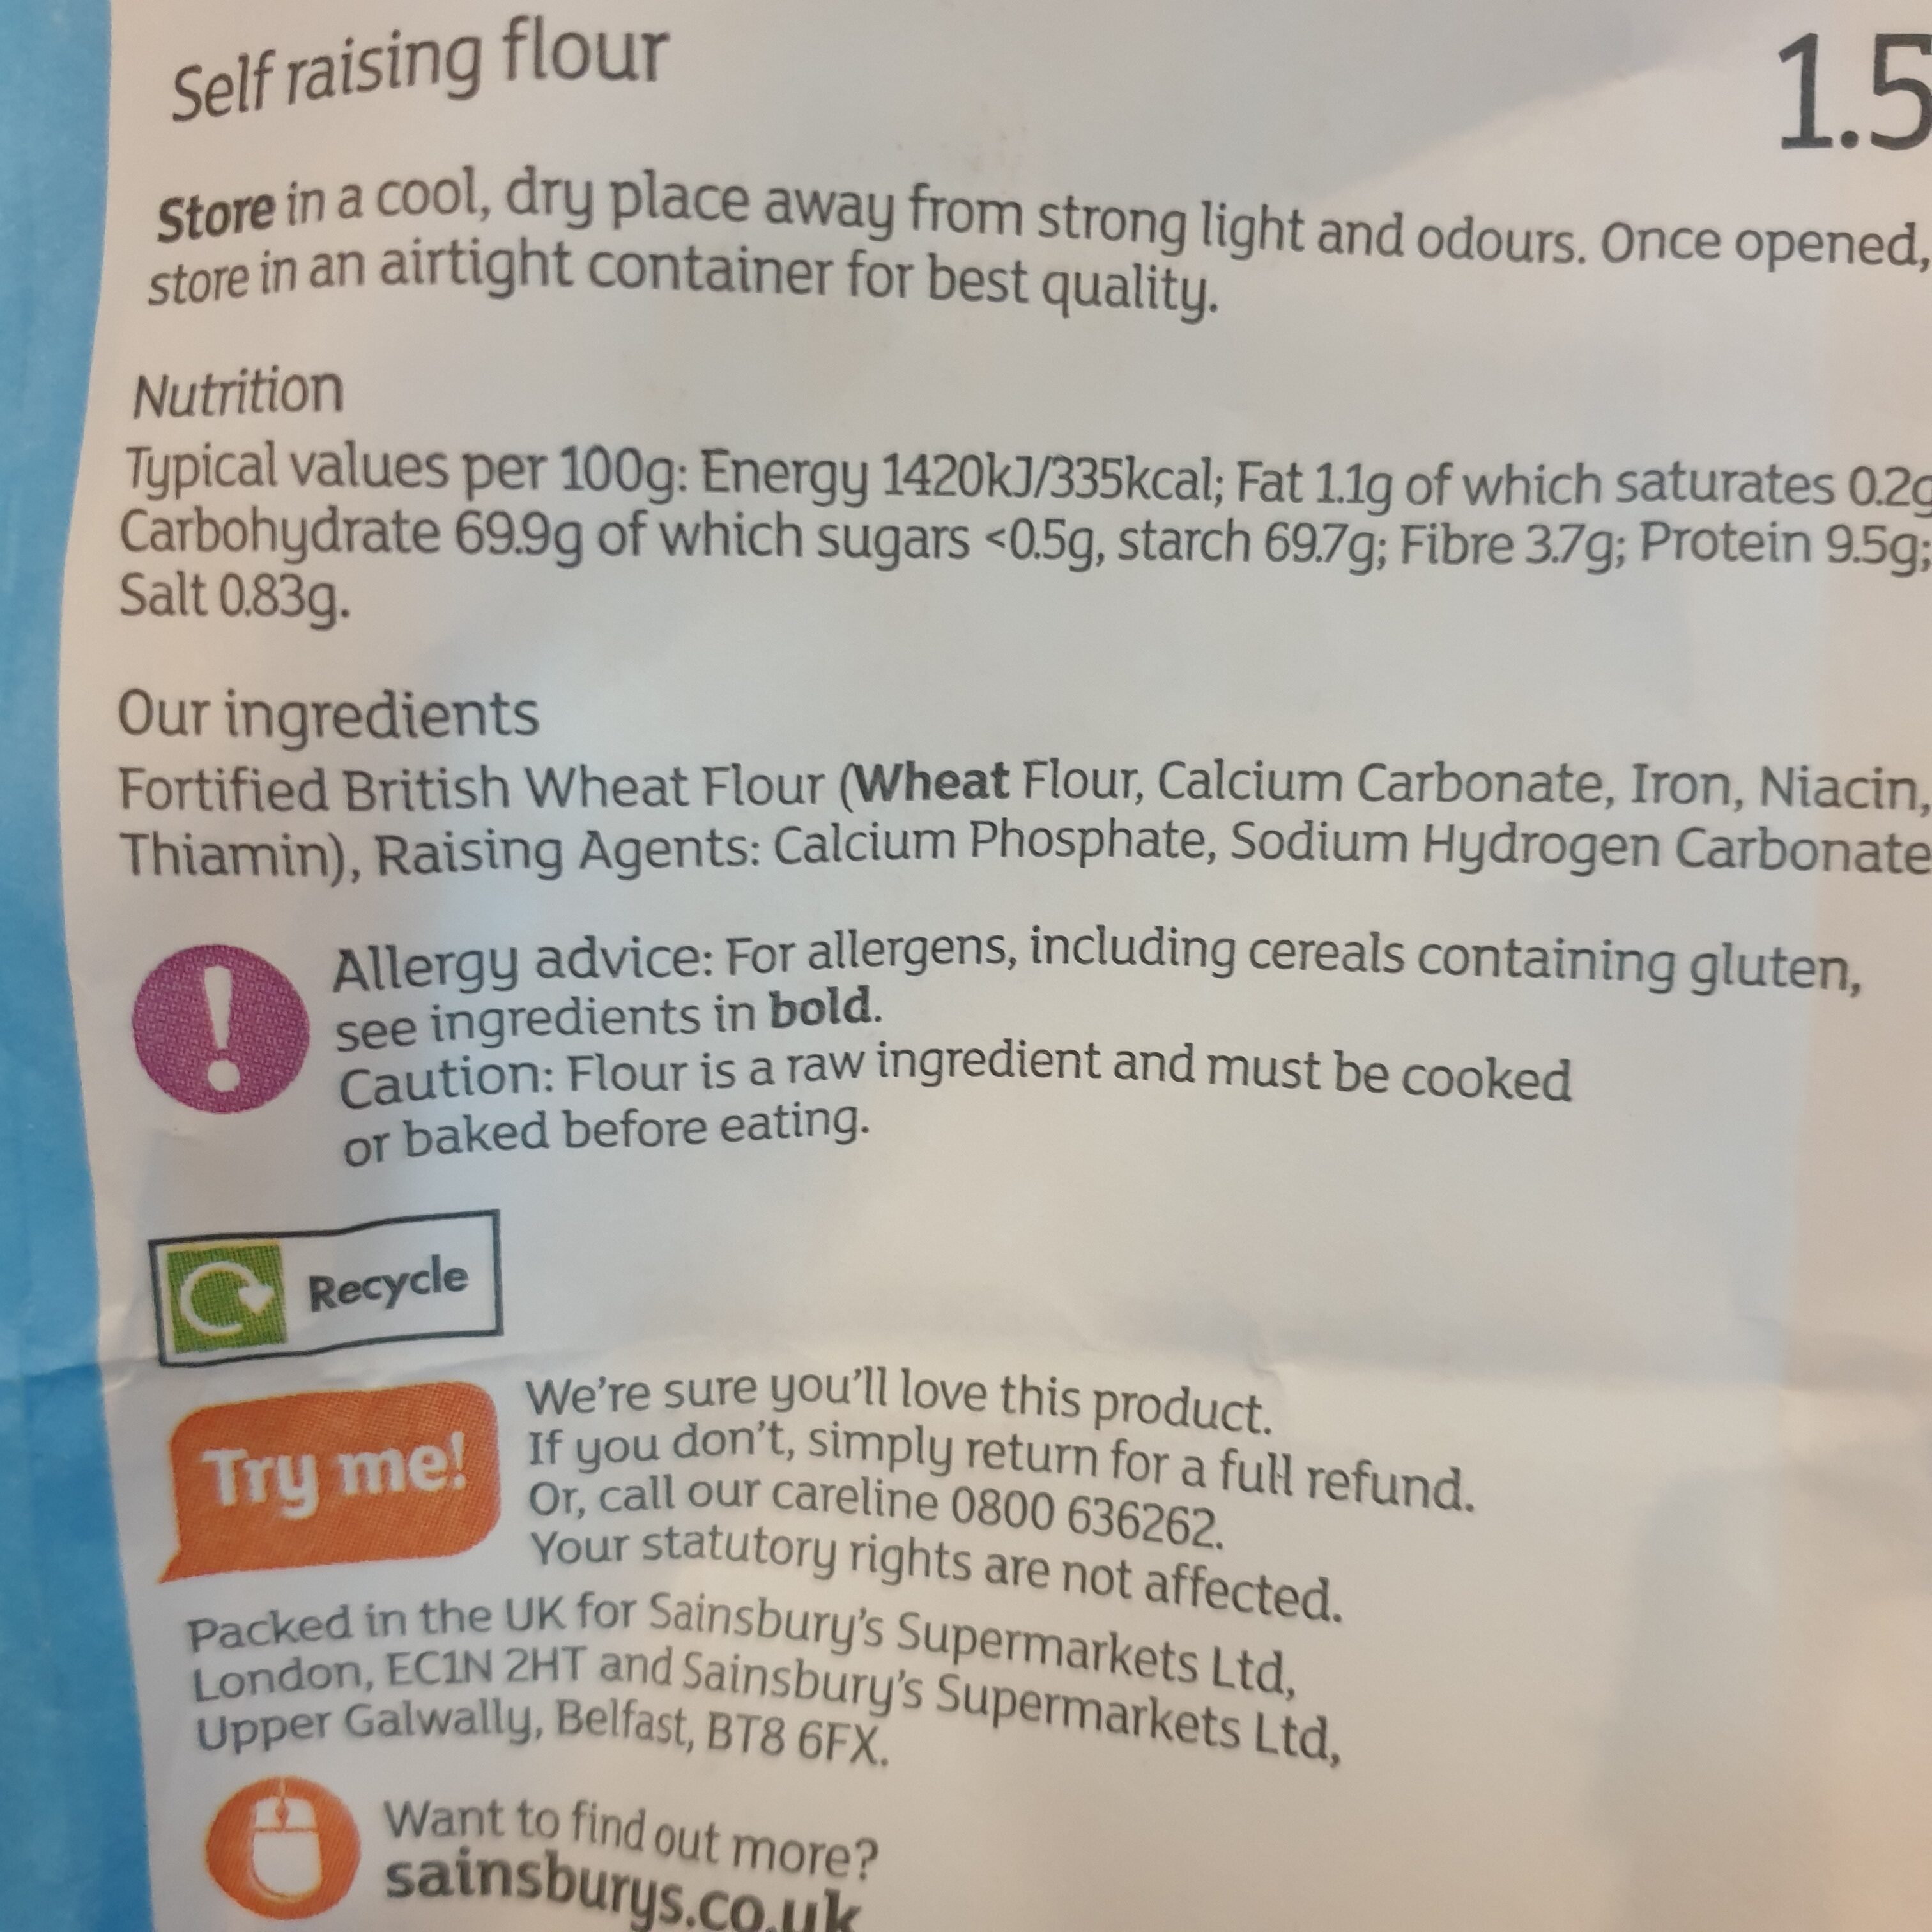 Self raising flour
1.5
Store in a cool, dry place away from strong light and odours. Once opened,
store in an airtight container for best quality.
Nutrition
Typical values per 100g: Energy 1420kJ/335kcal; Fat 1.1g of which saturates 0.2g
Carbohydrate 69.9g of which sugars <0.5g, starch 69.7g; Fibre 3.7g; Protein 9.5g;
Salt 0.83g.
Our ingredients
Fortified British Wheat Flour (Wheat Flour, Calcium Carbonate, Iron, Niacin,
Thiamin), Raising Agents: Calcium Phosphate, Sodium Hydrogen Carbonate
!
Allergy advice: For allergens, including cereals containing gluten,
see ingredients in bold.
Caution: Flour is a raw ingredient and must be cooked
or baked before eating.
Recycle
Try me!
We're sure you'll love this product.
If you don't, simply return for a full refund.
Or, call our careline 0800 636262.
Your statutory rights are not affected.
Packed in the UK for Sainsbury's Supermarkets Ltd,
London, EC1N 2HT and Sainsbury's Supermarkets Ltd,
Upper Galwally, Belfast, BT8 6FX.
Want to find out more?
sainsburys.co.uk